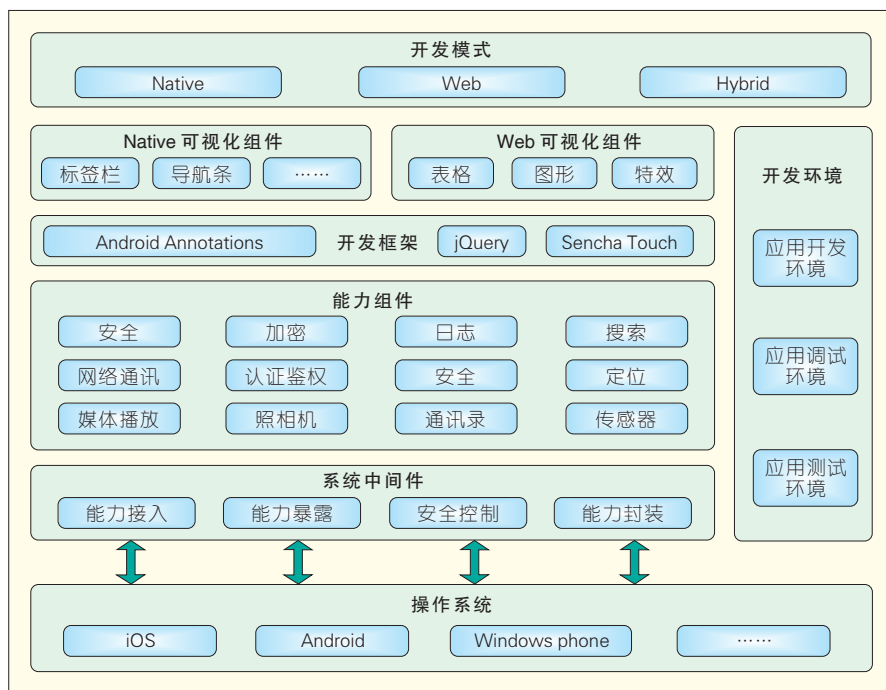 开发模式
Native
Web
Hybrid
Native 可视化组件
标签栏
导航条
……
Web 可视化组件
表格
图形
特效
Android Annotations
开发框架
jQuery
Sencha Touch
能力组件
安全
加密
日志
搜索
网络通讯
认证鉴权
安全
定位
媒体播放
照相机
通讯录
传感器
系统中间件
能力接入
能力暴露
安全控制
能力封装
开发环境
应用开发
环境
应用调试
环境
应用测试
环境
操作系统
iOS
Android
Windows phone
……